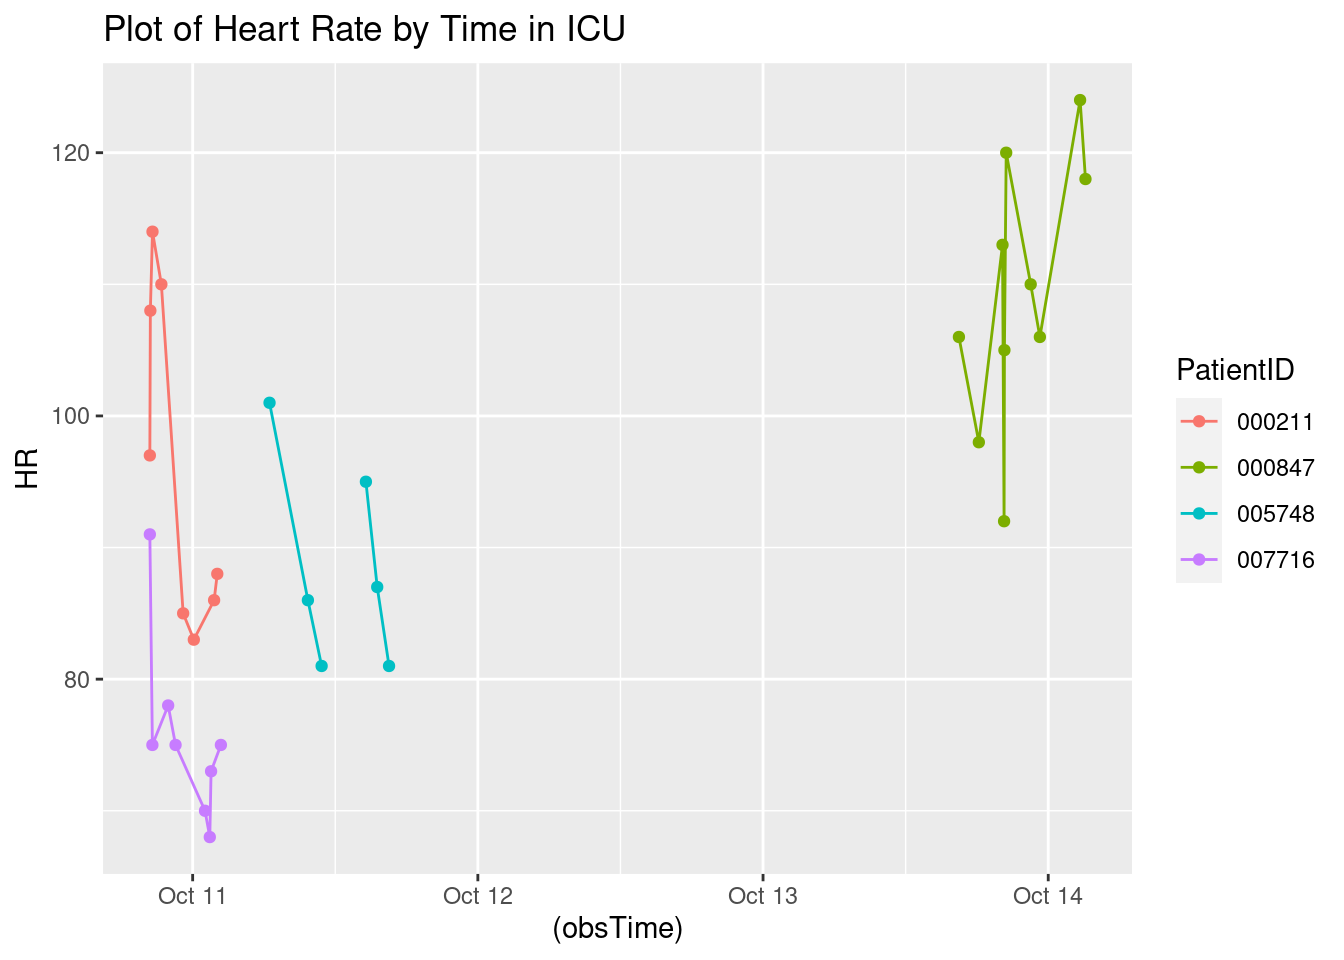 Plot of Heart Rate by Time in ICU
120
100
80
HR
Oct 11
Oct 12
Oct 13
Oct 14
(obsTime)
PatientID
000211
000847
005748
007716